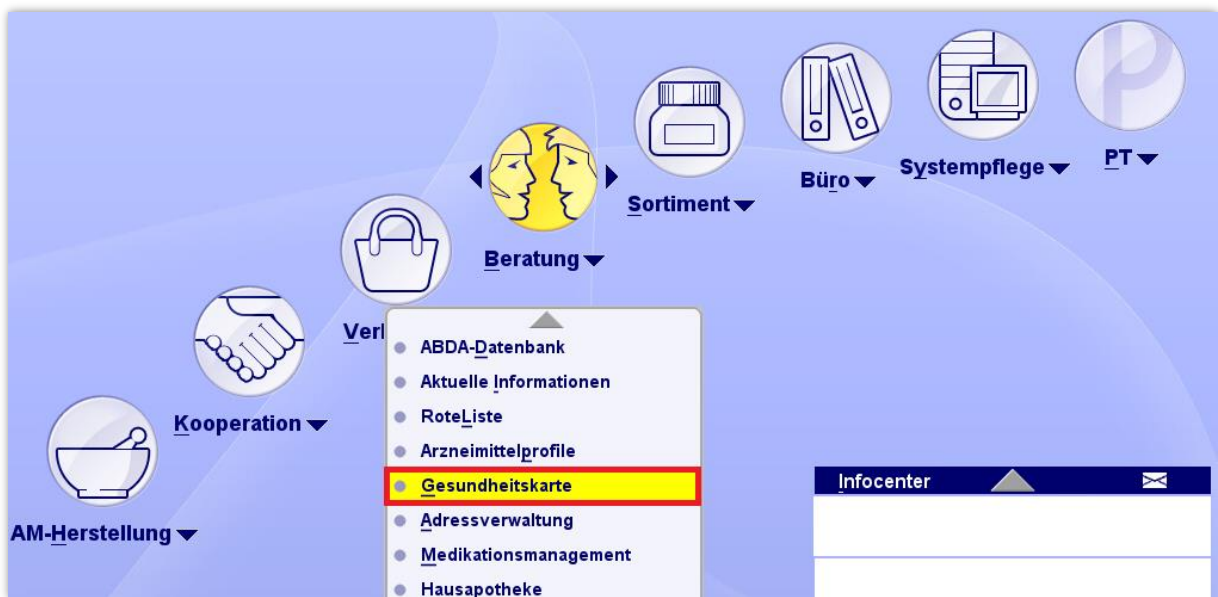 PT
Systempflege
Büro
Sortiment
Beratung
Kooperation
AM-Herstellung
ABDA-Datenbank
Aktuelle Informationen
RoteListe
Arzneimittelprofile
Gesundheitskarte
Adressverwaltung
Medikationsmanagement
Hausapotheke
Infocenter